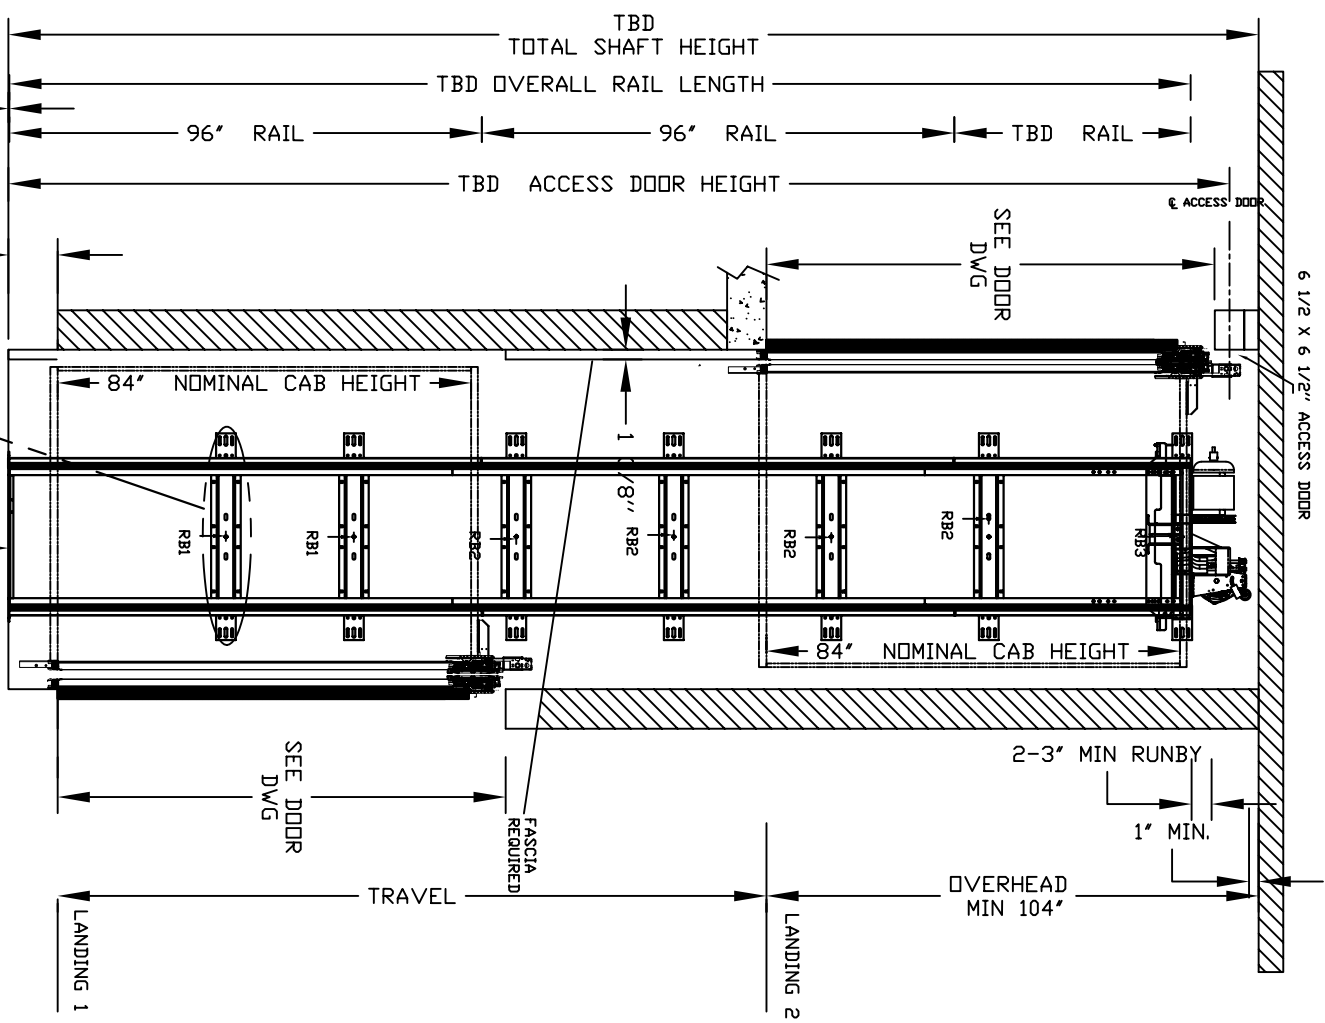 TBD
TOTAL SHAFT HEIGHT
TBD OVERALL RAIL LENGTH
96" RAIL
96" RAIL
TBD RAIL
TBD ACCESS DOOR HEIGHT
℄ ACCESS DOOR
SEE DOOR
DWG
6 1/2 X 6 1/2" ACCESS DOOR
84" NOMINAL CAB HEIGHT
RB1
RB1
RB2
RB2
RB2
RB2
RB3
84" NOMINAL CAB HEIGHT
2-3" MIN RUNBY
1" MIN.
SEE DOOR
DWG
FASCIA
REQUIRED
TRAVEL
OVERHEAD
MIN 104"
LANDING 1
LANDING 2